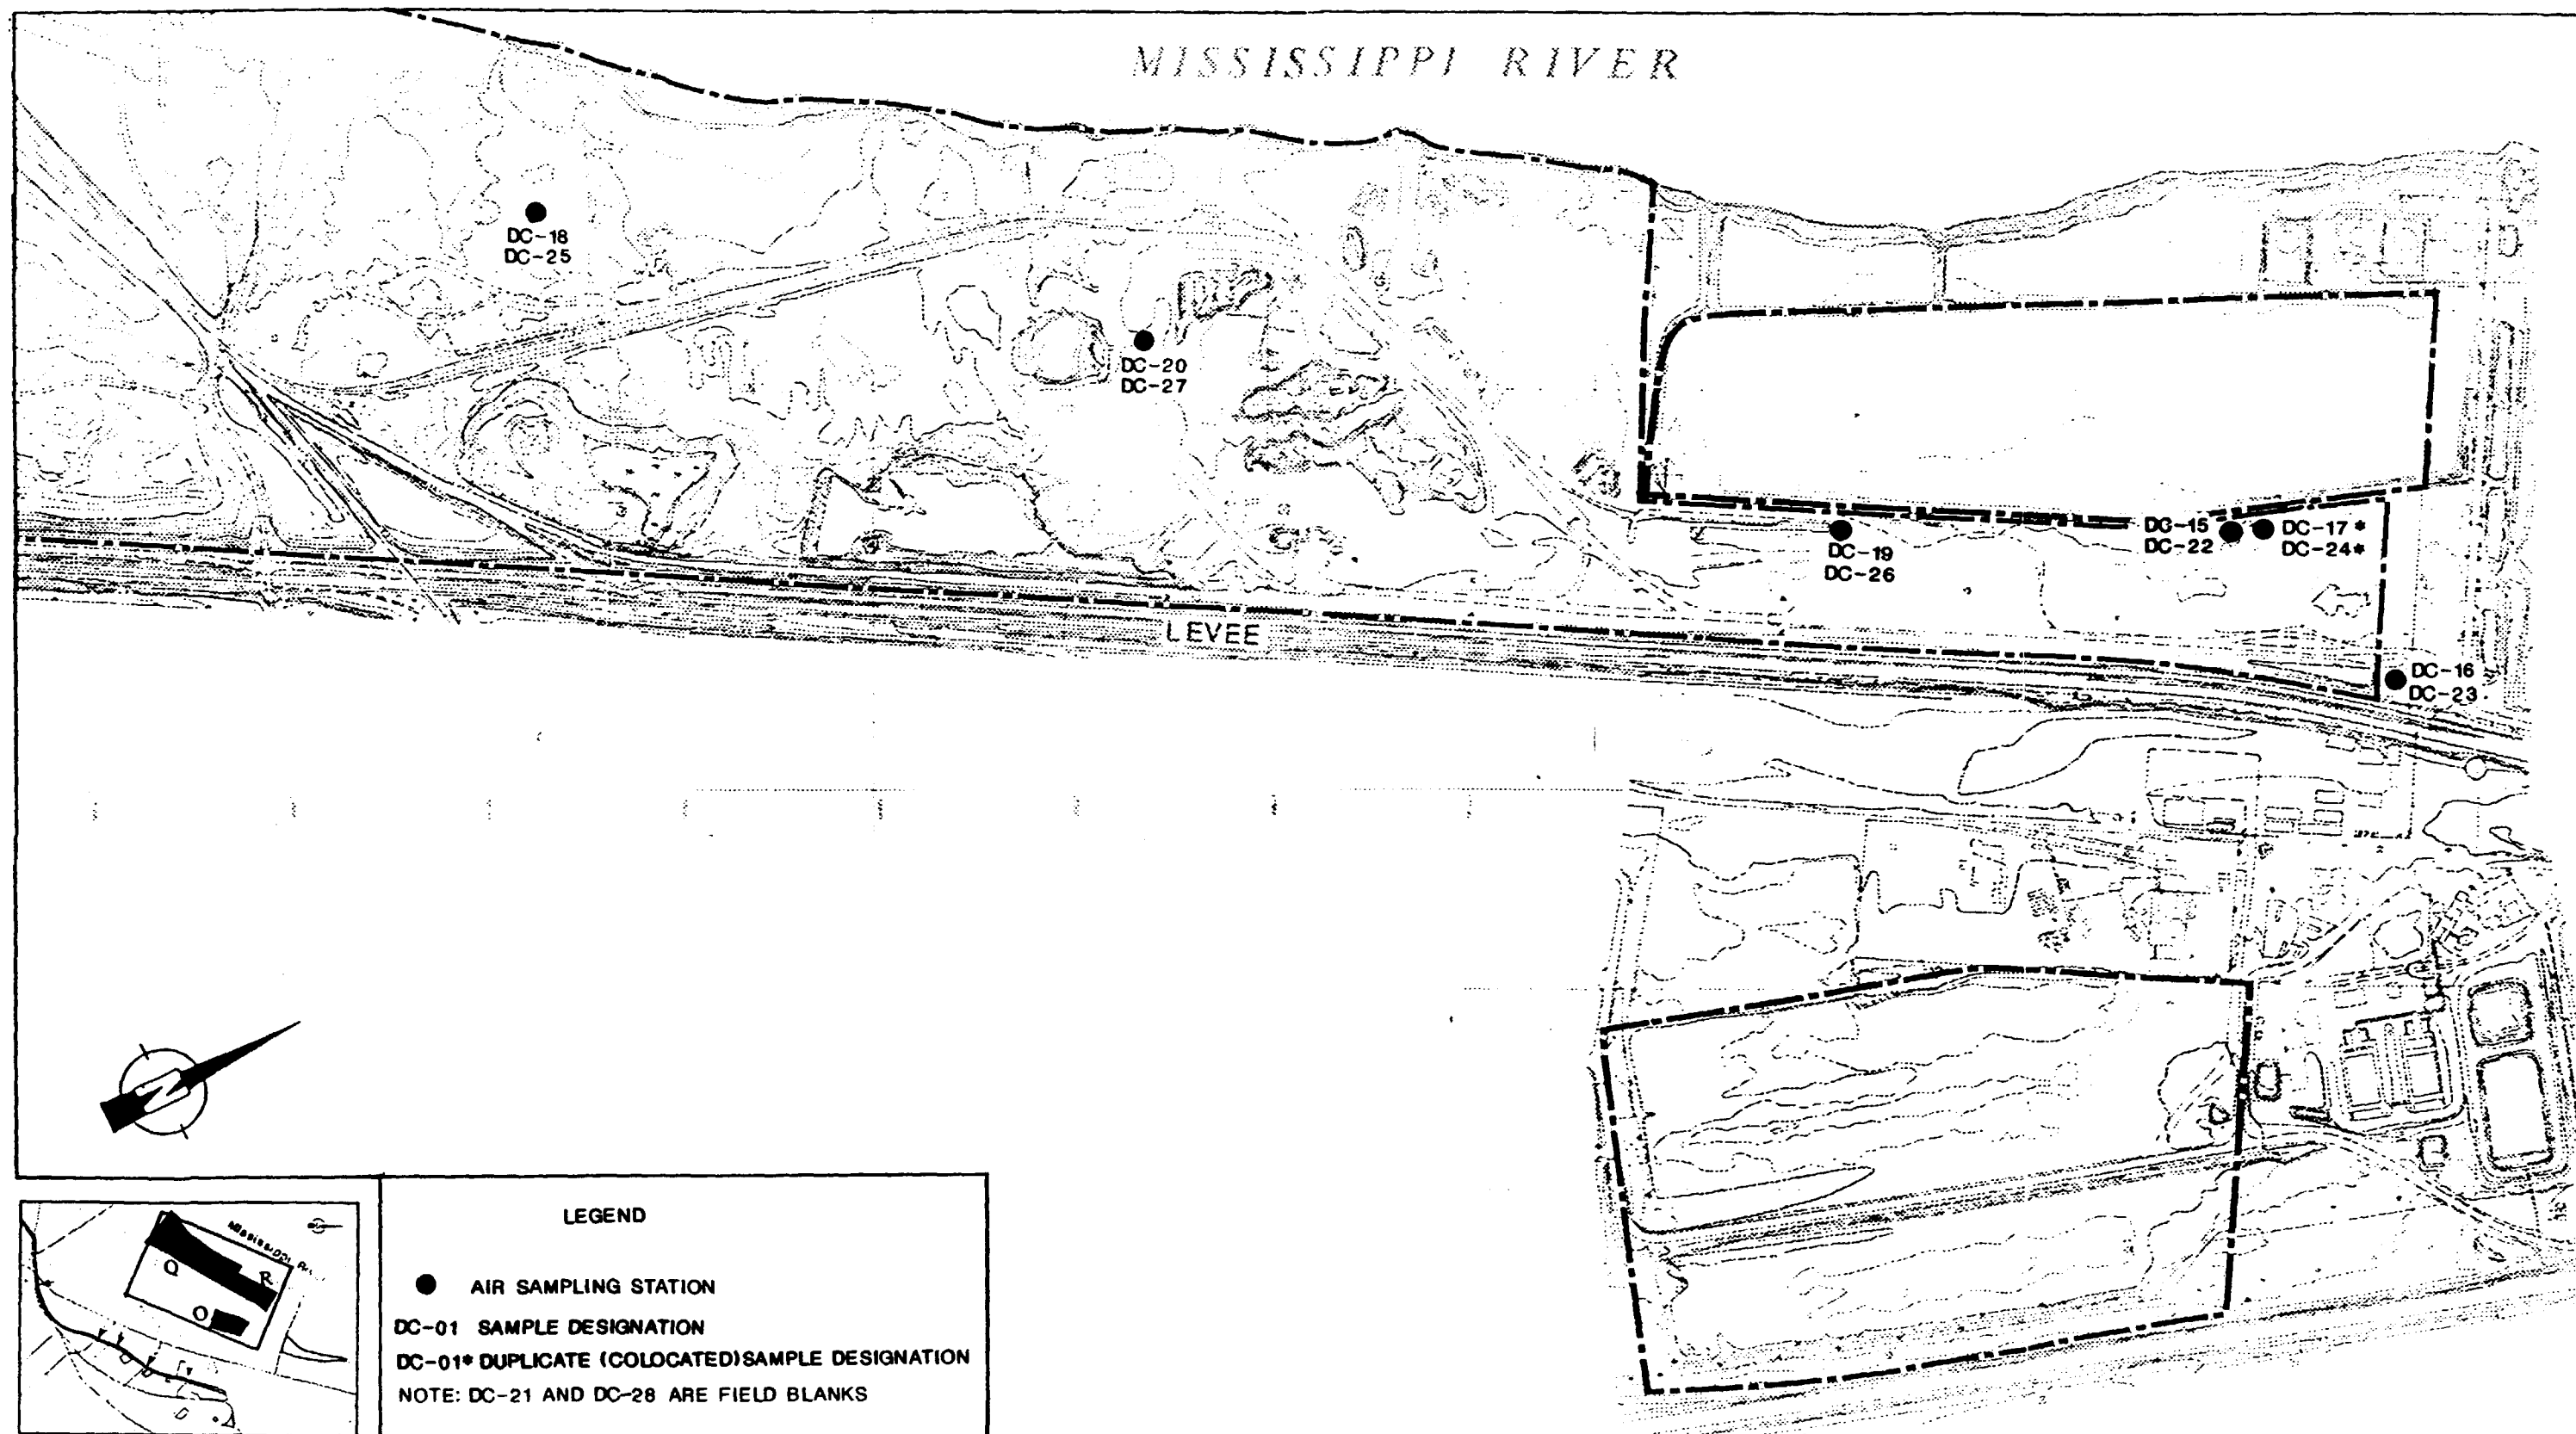 MISSISSIPPI RIVER
DC-18
DC-25
DC-20
DC-27
DC-19
DC-26
DC-15
DC-22
DC-17*
DC-24*
DC-16
DC-23
LEVEE
N
LEGEND
AIR SAMPLING STATION
DC-01 SAMPLE DESIGNATION
DC-01* DUPLICATE (COLOCATED) SAMPLE DESIGNATION
NOTE: DC-21 AND DC-28 ARE FIELD BLANKS
MISSISSIPPI
Q
R
O